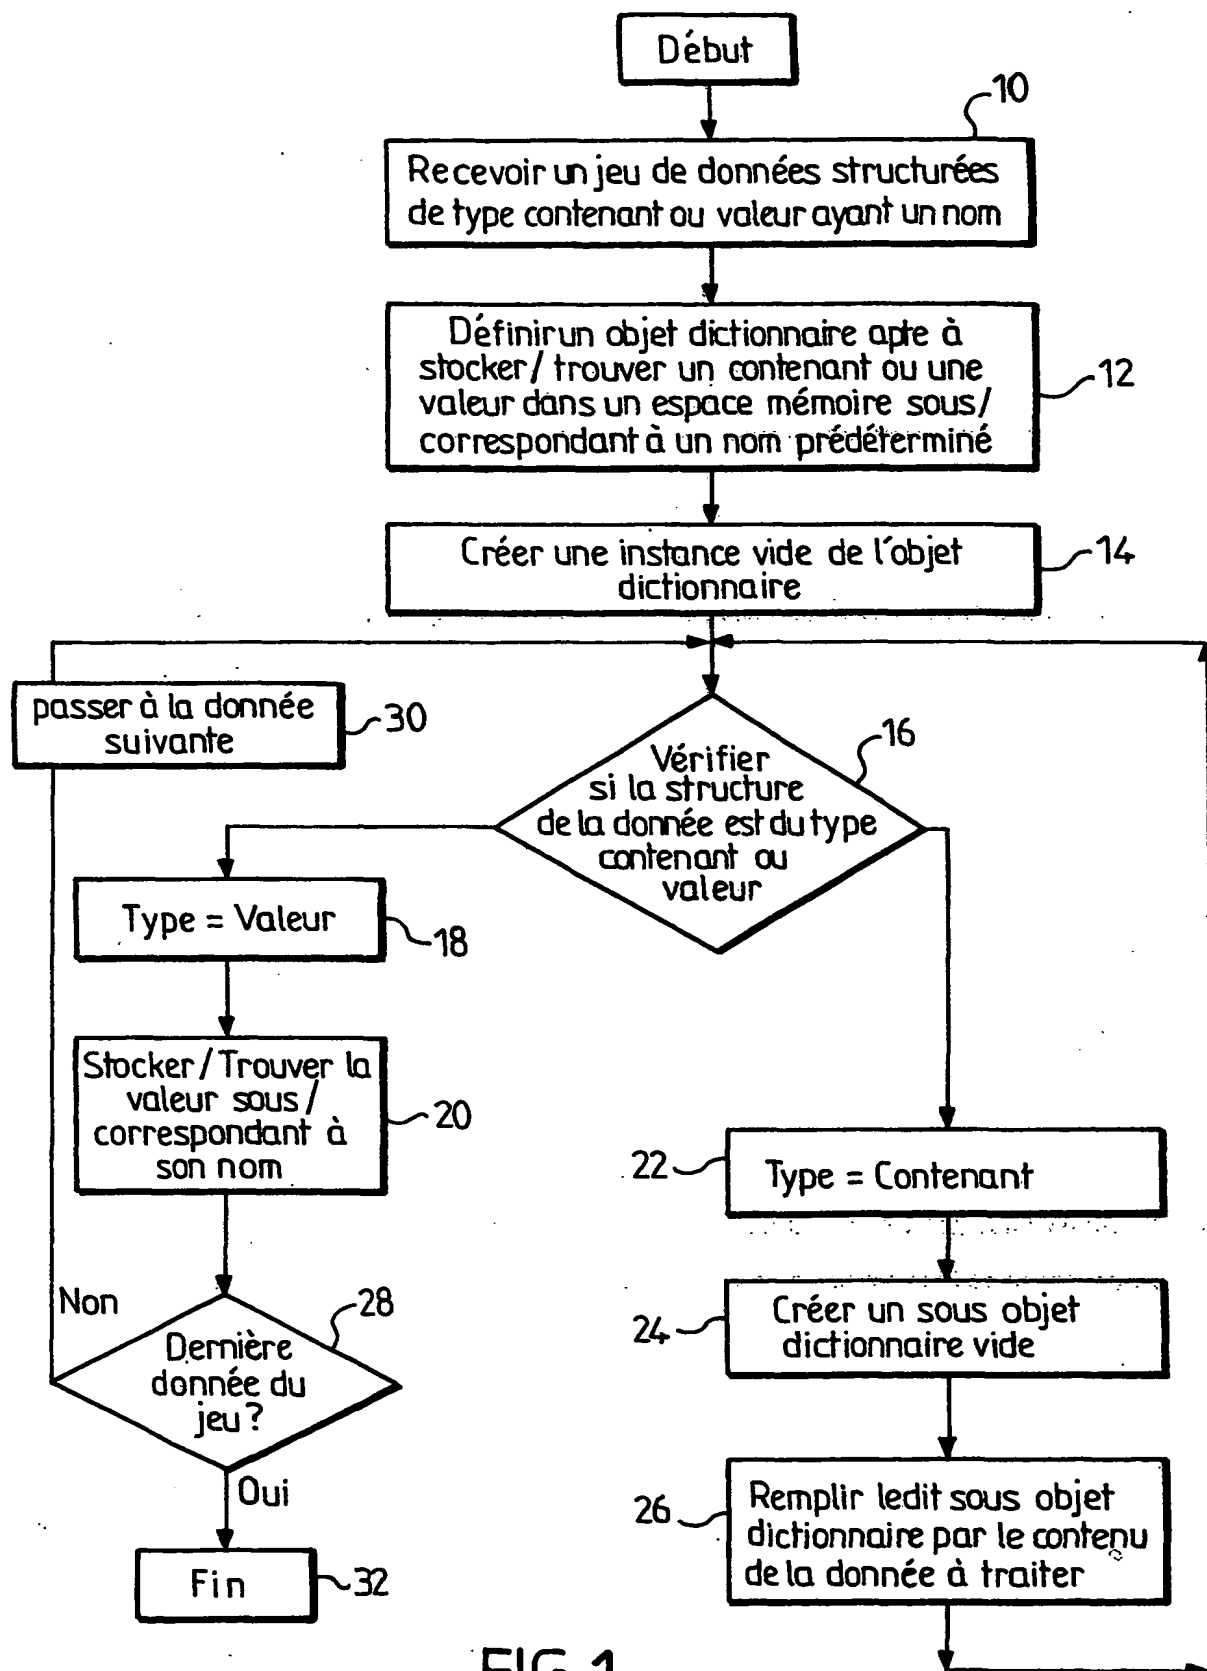 Début
10
Recevoir un jeu de données structurées
de type contenant ou valeur ayant un nom
Définir un objet dictionnaire apte à
stocker/ trouver un contenant ou une
valeur dans un espace mémoire sous/
correspondant à un nom prédéterminé
12
Créer une instance vide de l'objet
dictionnaire
14
passer à la donnée
suivante
30
Vérifier
si la structure
de la donnée est du type
contenant ou
valeur
16
Type = Valeur
18
Stocker/Trouver la
valeur sous/
correspondant à
son nom
20
22
Type = Contenant
Non
28
Dernière
donnée du
jeu?
24
Créer un sous objet
dictionnaire vide
Oui
26
Remplir ledit sous objet
dictionnaire par le contenu
de la donnée à traiter
Fin
32
FIG.1